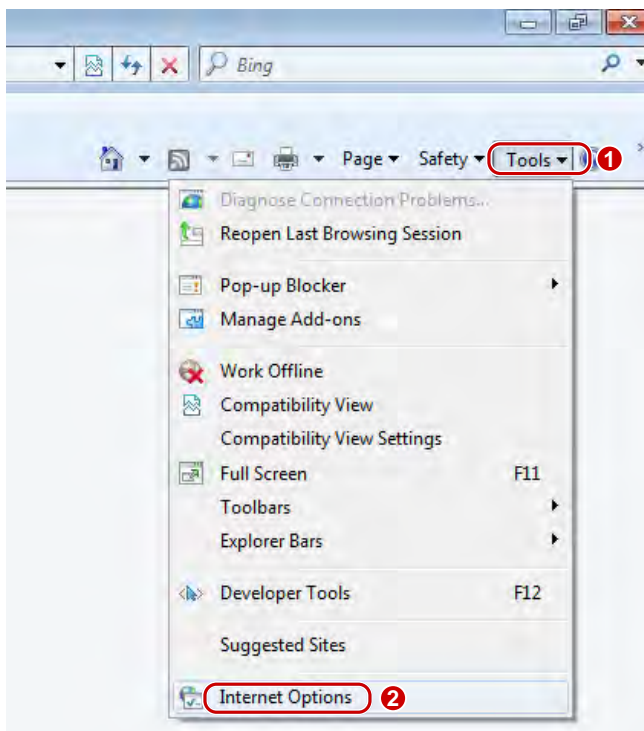 Bing
Page Safety Tools 1
Diagnose Connection Problems...
Reopen Last Browsing Session
Pop-up Blocker
Manage Add-ons
Work Offline
Compatibility View
Compatibility View Settings
Full Screen F11
Toolbars
Explorer Bars
Developer Tools F12
Suggested Sites
Internet Options 2